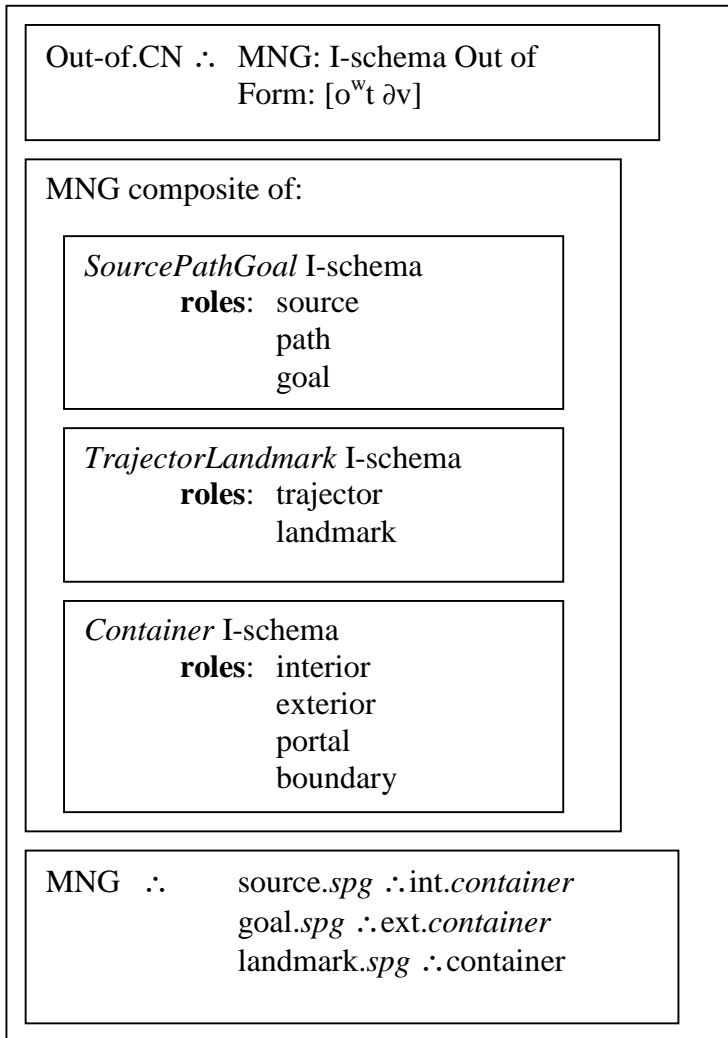 Out-of.CN ∴ MNG: I-schema Out of
Form: [oʷt ∂v]
MNG composite of:
SourcePathGoal I-schema
roles: source
path
goal
TrajectorLandmark I-schema
roles: trajector
landmark
Container I-schema
roles: interior
exterior
portal
boundary
MNG ∴ source.spg ∴int.container
goal.spg ∴ext.container
landmark.spg ∴container